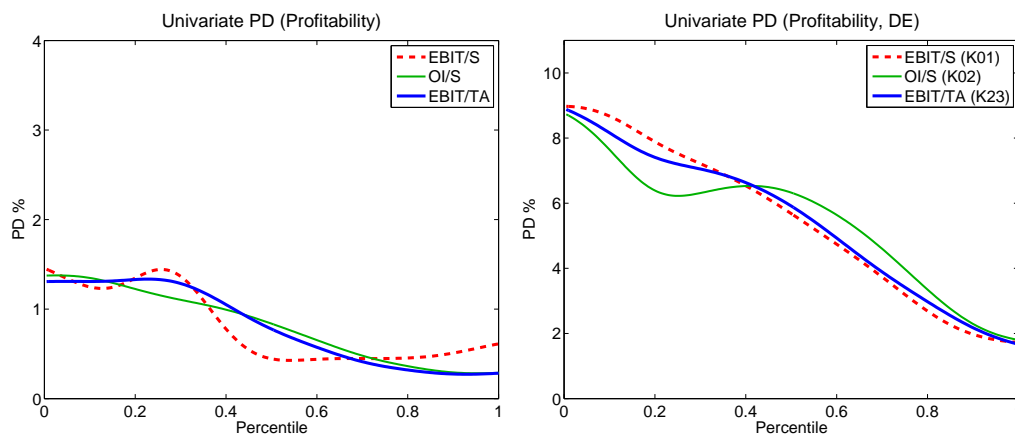 Univariate PD (Profitability)
4
3
2
1
0
PD %
EBIT/S
OI/S
EBIT/TA
0 0.2 0.4 0.6 0.8 1
Percentile
Univariate PD (Profitability, DE)
10
8
6
4
2
0
PD %
EBIT/S (K01)
OI/S (K02)
EBIT/TA (K23)
0 0.2 0.4 0.6 0.8
Percentile